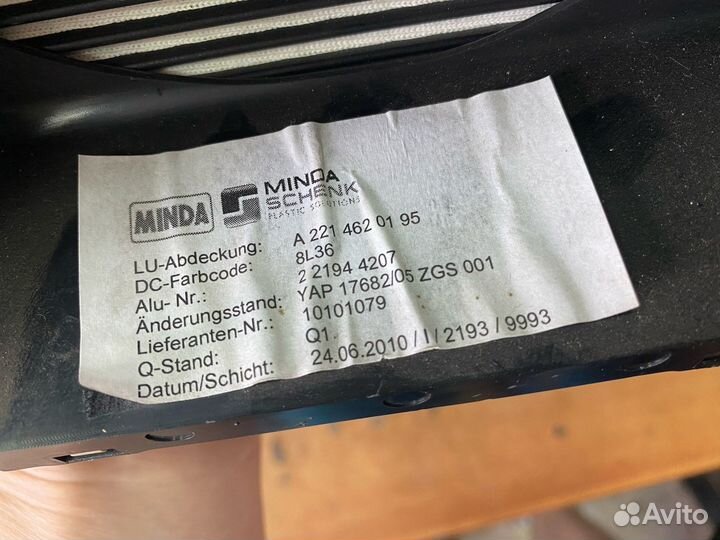 MINDA
MINDA
SCHENK
PLASTIC SOLUTIONS
LU-Abdeckung: A 221 462 01 95
DC-Farbcode: 8L36
Alu- Nr.: 2 2194 4207
Änderungsstand: YAP 17682/05 ZGS 001
Lieferanten-Nr.: 10101079
Q-Stand: Q1.
Datum/Schicht: 24.06.2010 / I / 2193 / 9993
Avito